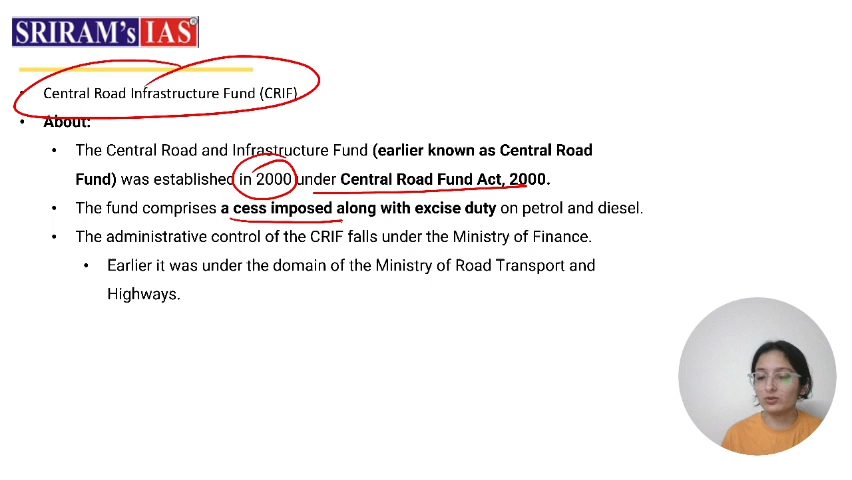 SRIRAM's IAS®
• Central Road Infrastructure Fund (CRIF)
• About:
• The Central Road and Infrastructure Fund (earlier known as Central Road
Fund) was established in 2000 under Central Road Fund Act, 2000.
• The fund comprises a cess imposed along with excise duty on petrol and diesel.
• The administrative control of the CRIF falls under the Ministry of Finance.
• Earlier it was under the domain of the Ministry of Road Transport and
Highways.